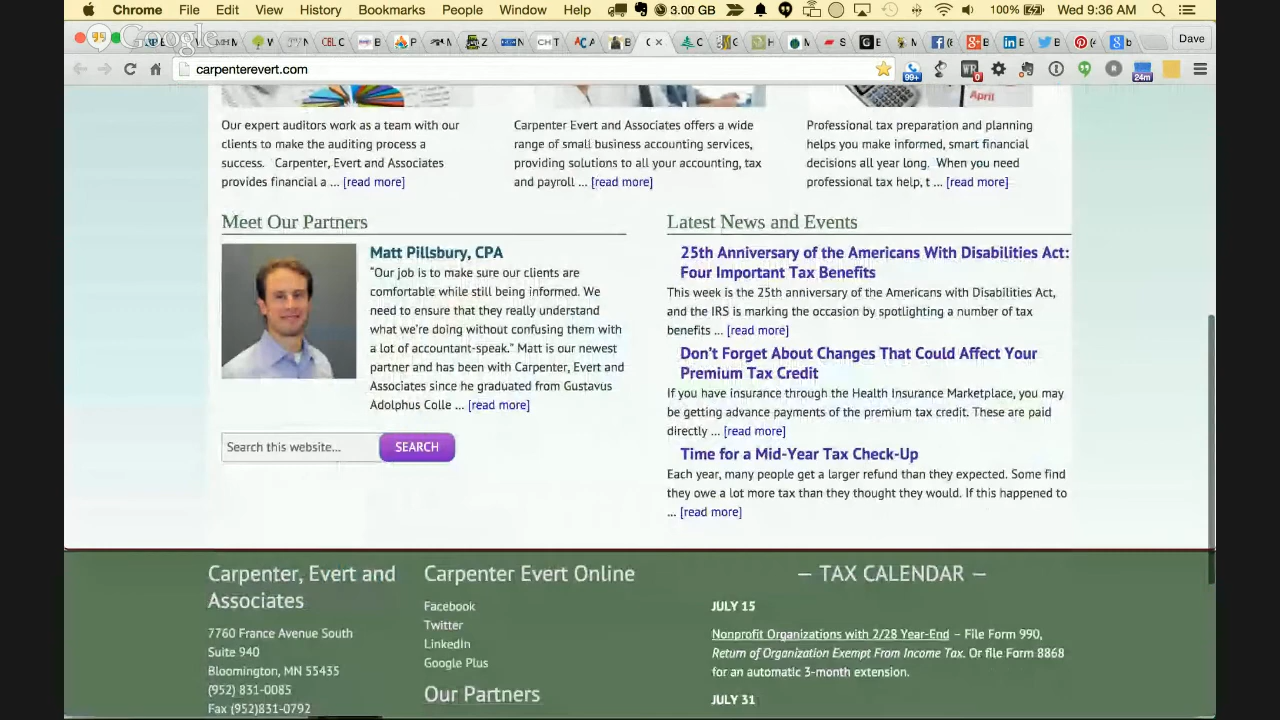 Chrome File Edit View History Bookmarks People Window Help 3.00 GB 100% Wed 9:36 AM
Google Dave
carpenterevert.com 99+ 0 24m
April
Our expert auditors work as a team with our
clients to make the auditing process a
success. Carpenter, Evert and Associates
provides financial a ... [read more]
Carpenter Evert and Associates offers a wide
range of small business accounting services,
providing solutions to all your accounting, tax
and payroll ... [read more]
Professional tax preparation and planning
helps you make informed, smart financial
decisions all year long. When you need
professional tax help, t ... [read more]
Meet Our Partners
Matt Pillsbury, CPA
"Our job is to make sure our clients are
comfortable while still being informed. We
need to ensure that they really understand
what we're doing without confusing them with
a lot of accountant-speak." Matt is our newest
partner and has been with Carpenter, Evert and
Associates since he graduated from Gustavus
Adolphus Colle ... [read more]
Search this website... SEARCH
Latest News and Events
25th Anniversary of the Americans With Disabilities Act:
Four Important Tax Benefits
This week is the 25th anniversary of the Americans with Disabilities Act,
and the IRS is marking the occasion by spotlighting a number of tax
benefits ... [read more]
Don't Forget About Changes That Could Affect Your
Premium Tax Credit
If you have insurance through the Health Insurance Marketplace, you may
be getting advance payments of the premium tax credit. These are paid
directly ... [read more]
Time for a Mid-Year Tax Check-Up
Each year, many people get a larger refund than they expected. Some find
they owe a lot more tax than they thought they would. If this happened to
... [read more]
Carpenter, Evert and
Associates
7760 France Avenue South
Suite 940
Bloomington, MN 55435
(952) 831-0085
Fax (952)831-0792
Carpenter Evert Online
Facebook
Twitter
LinkedIn
Google Plus
Our Partners
— TAX CALENDAR —
JULY 15
Nonprofit Organizations with 2/28 Year-End – File Form 990,
Return of Organization Exempt From Income Tax. Or file Form 8868
for an automatic 3-month extension.
JULY 31